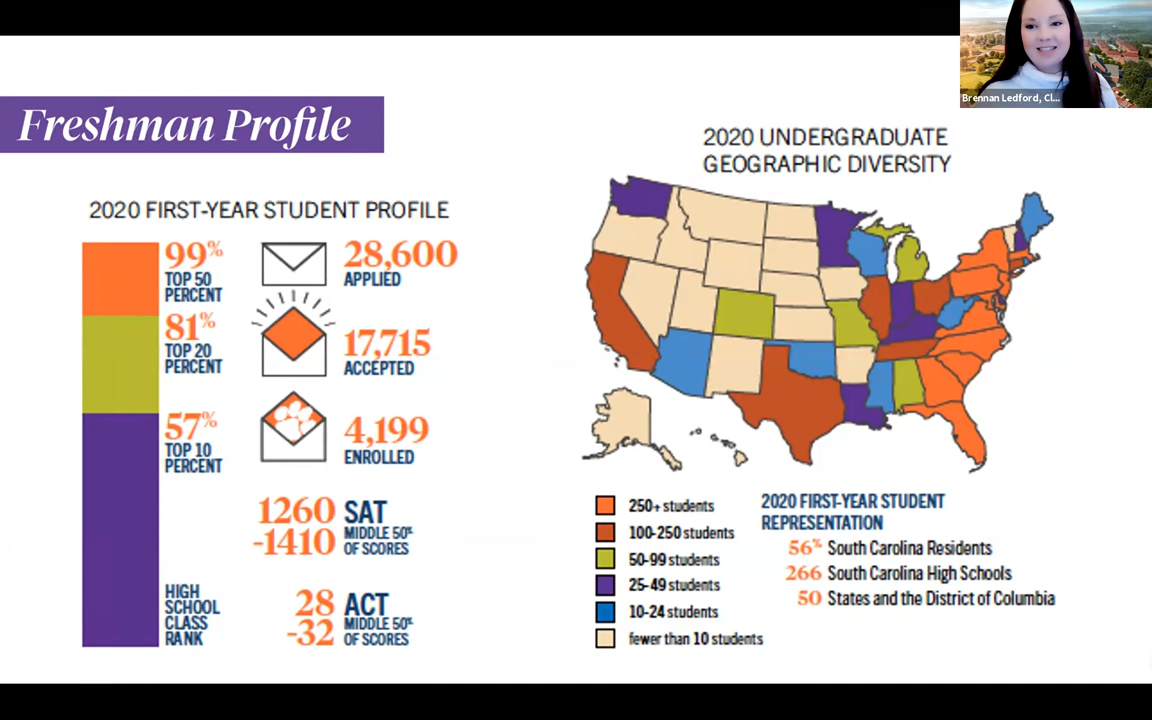 Brennan Ledford, Cl...
Freshman Profile
2020 FIRST-YEAR STUDENT PROFILE
99%
TOP 50
PERCENT
81%
TOP 20
PERCENT
57%
TOP 10
PERCENT
HIGH
SCHOOL
CLASS
RANK
28,600
APPLIED
17,715
ACCEPTED
4,199
ENROLLED
1260
-1410
SAT
MIDDLE 50%
OF SCORES
28
-32
ACT
MIDDLE 50%
OF SCORES
2020 UNDERGRADUATE
GEOGRAPHIC DIVERSITY
250+ students
100-250 students
50-99 students
25-49 students
10-24 students
fewer than 10 students
2020 FIRST-YEAR STUDENT
REPRESENTATION
56% South Carolina Residents
266 South Carolina High Schools
50 States and the District of Columbia